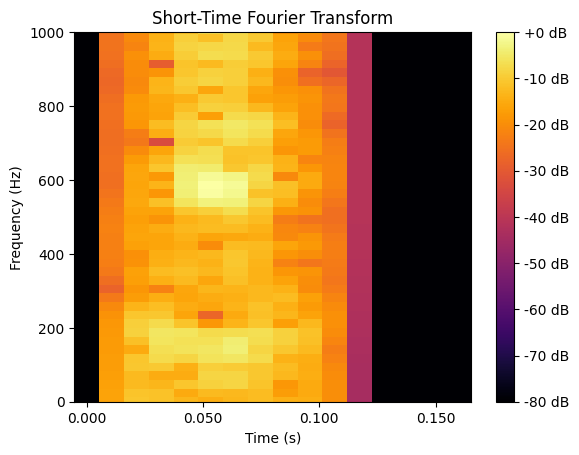 Short-Time Fourier Transform
1000
800
600
400
200
0
Frequency (Hz)
0.000
0.050
0.100
0.150
Time (s)
+0 dB
-10 dB
-20 dB
-30 dB
-40 dB
-50 dB
-60 dB
-70 dB
-80 dB